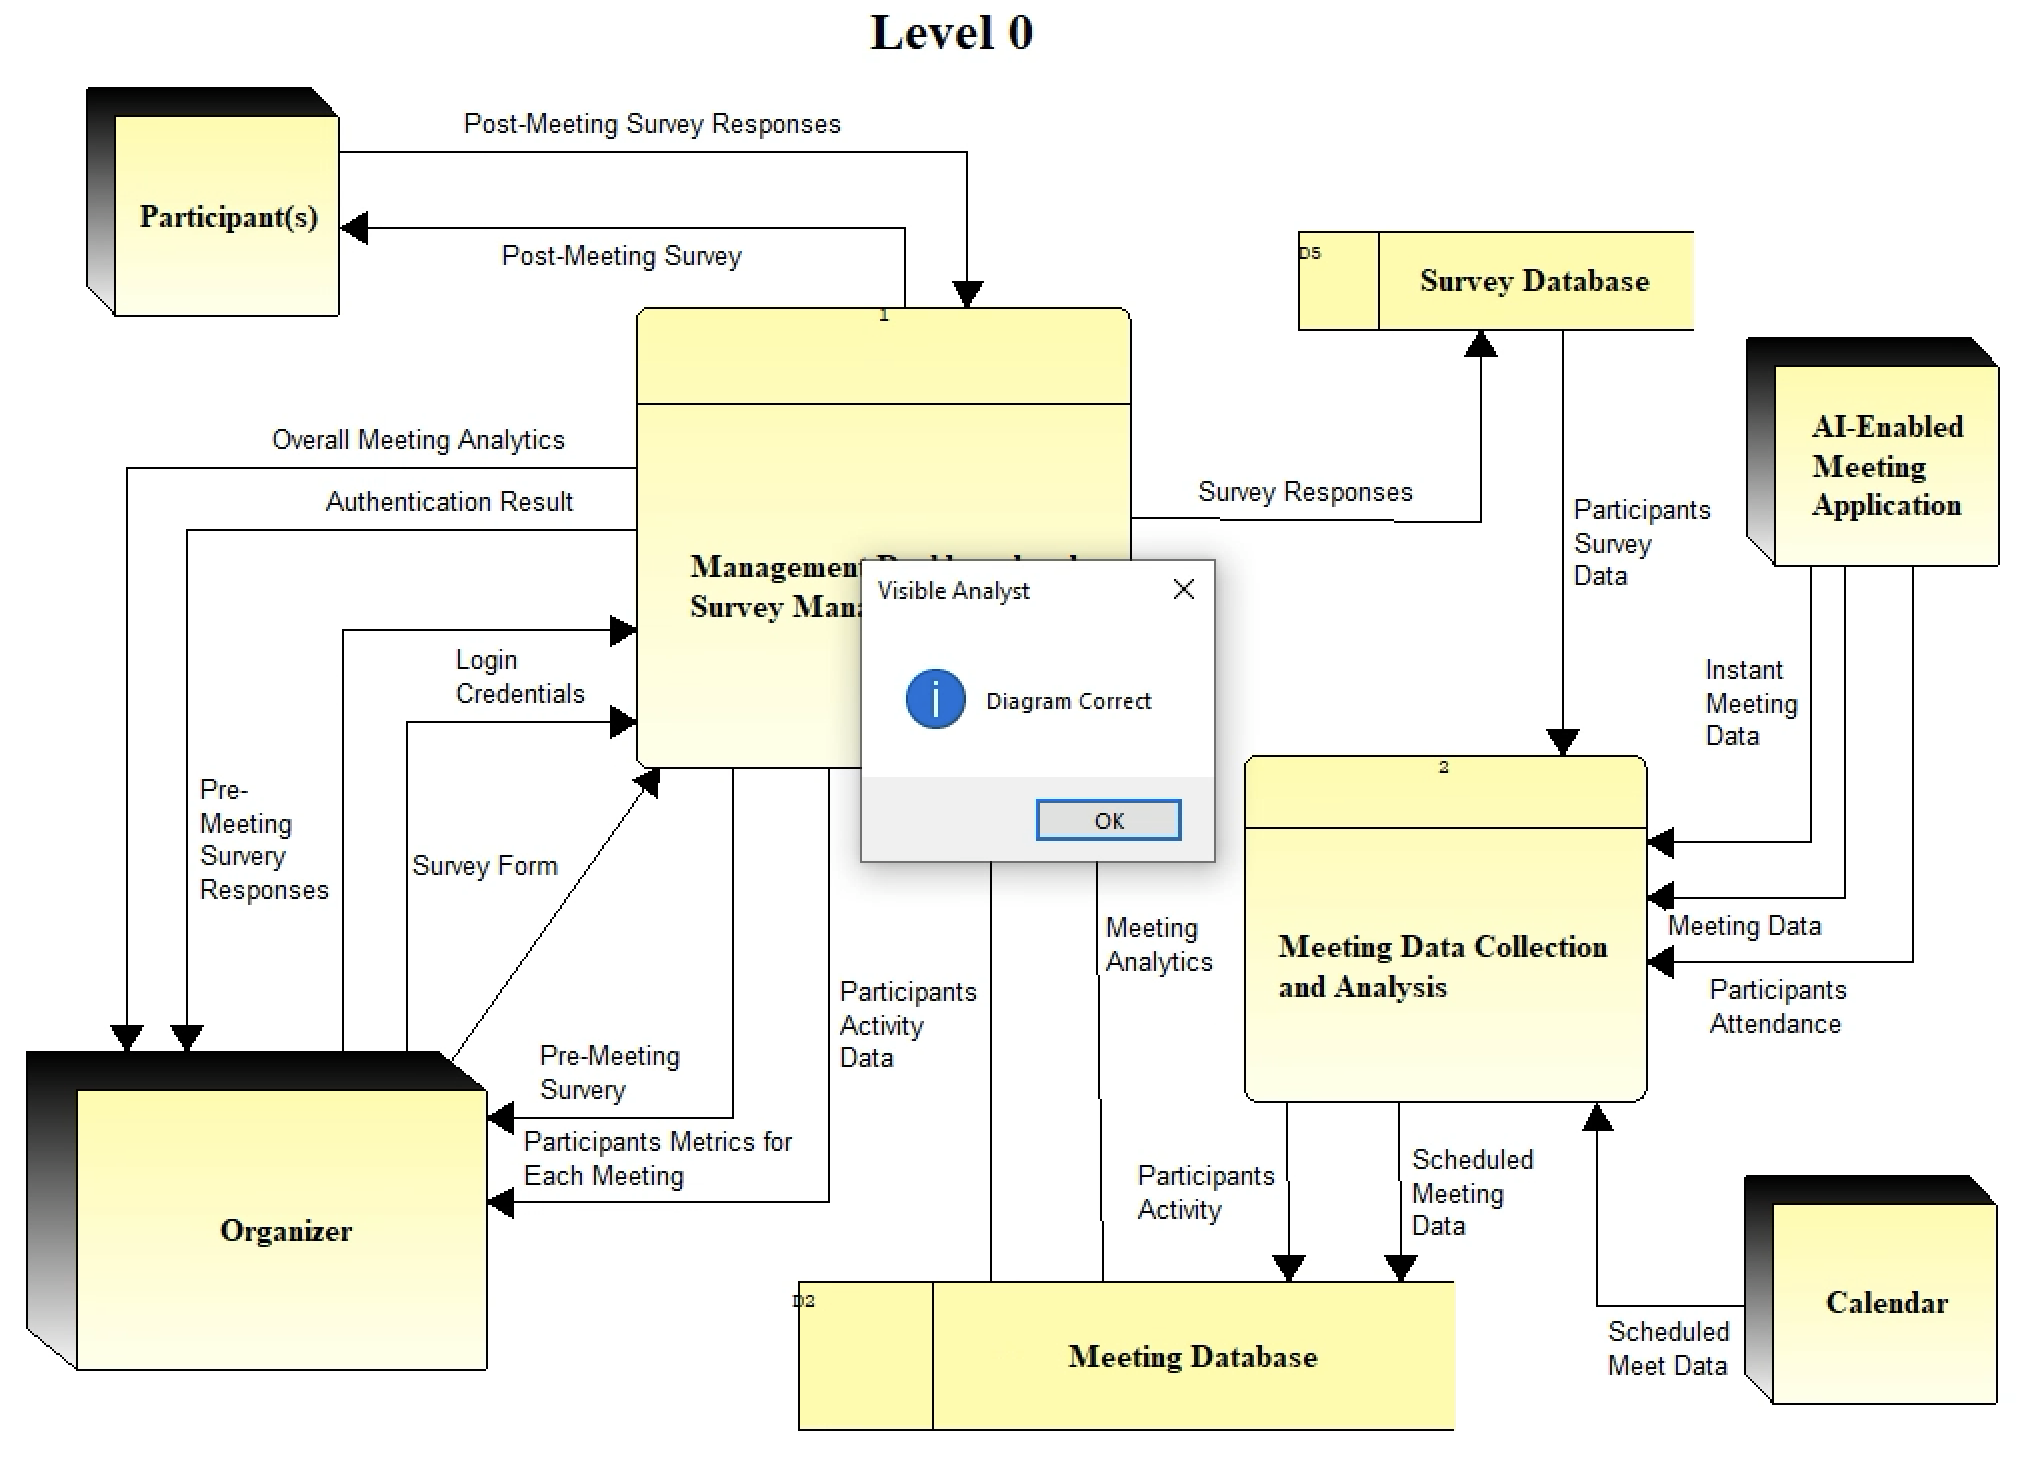 Level 0
Post-Meeting Survey Responses
Participant(s)
Post-Meeting Survey
D5
Survey Database
1
AI-Enabled
Meeting
Application
Overall Meeting Analytics
Authentication Result
Survey Responses
Participants
Survey
Data
Management
Survey
Visible Analyst
Diagram Correct
OK
Login
Credentials
Instant
Meeting
Data
2
Pre-
Meeting
Survery
Responses
Survey Form
Meeting
Analytics
Meeting Data Collection
and Analysis
Meeting Data
Participants
Attendance
Participants
Activity
Data
Pre-Meeting
Survery
Participants Metrics for
Each Meeting
Organizer
Participants
Activity
Scheduled
Meeting
Data
D2
Meeting Database
Calendar
Scheduled
Meet Data